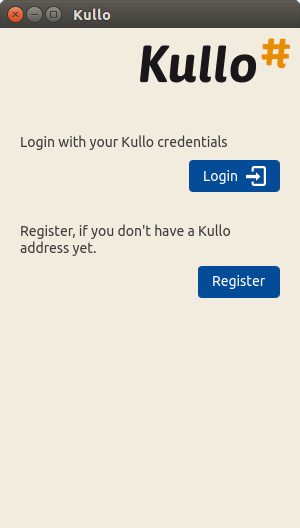 Kullo
Kullo#
Login with your Kullo credentials
Login
Register, if you don't have a Kullo
address yet.
Register